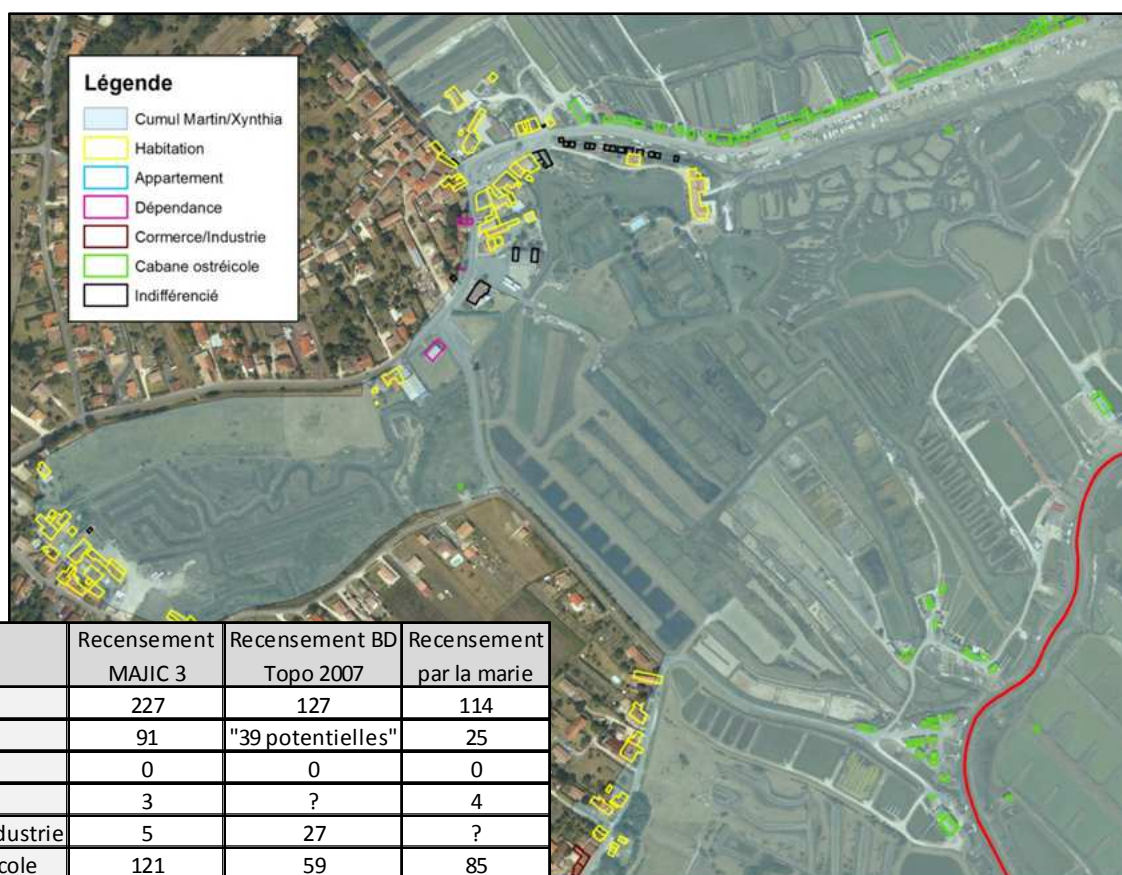 Légende
Cumul Martin/Xynthia
Habitation
Appartement
Dépendance
Cormerce/Industrie
Cabane ostréicole
Indifférencié
Recensement MAJIC 3 Recensement BD Topo 2007 Recensement par la marie
227 127 114
91 "39 potentielles" 25
0 0 0
3 ? 4
5 27 ?
121 59 85